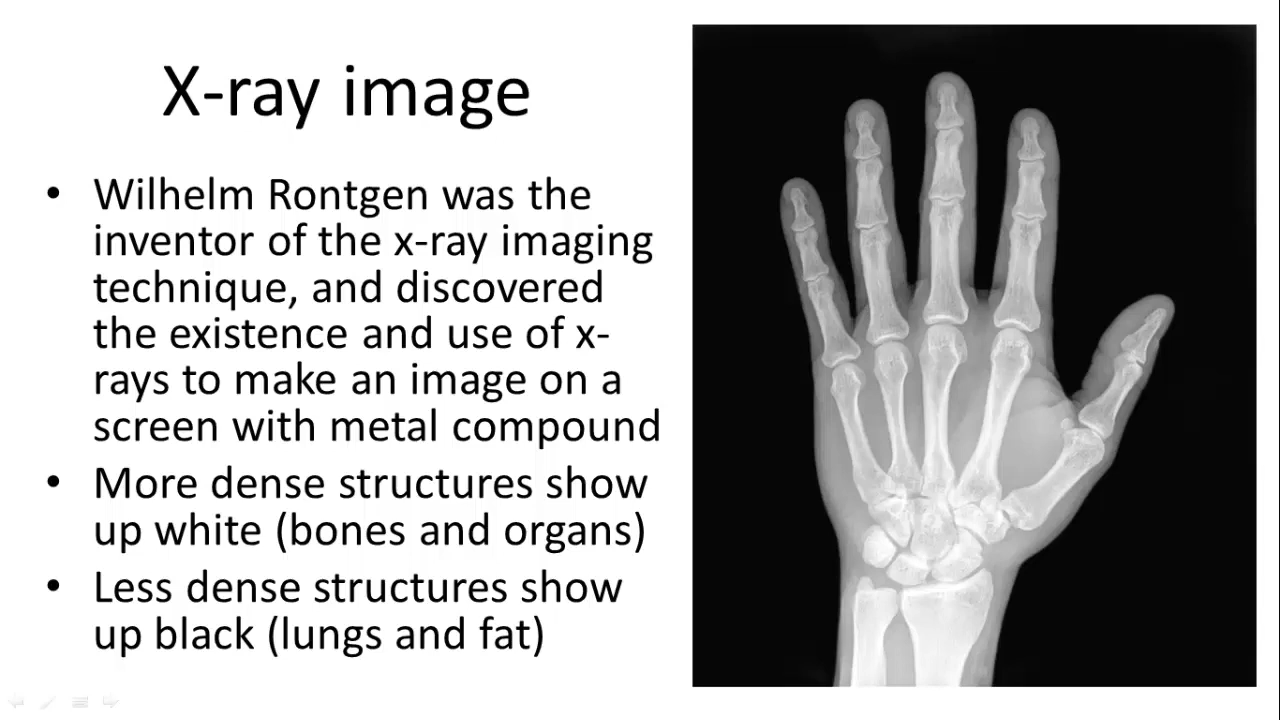 X-ray image
• Wilhelm Rontgen was the
inventor of the x-ray imaging
technique, and discovered
the existence and use of x-
rays to make an image on a
screen with metal compound
• More dense structures show
up white (bones and organs)
• Less dense structures show
up black (lungs and fat)